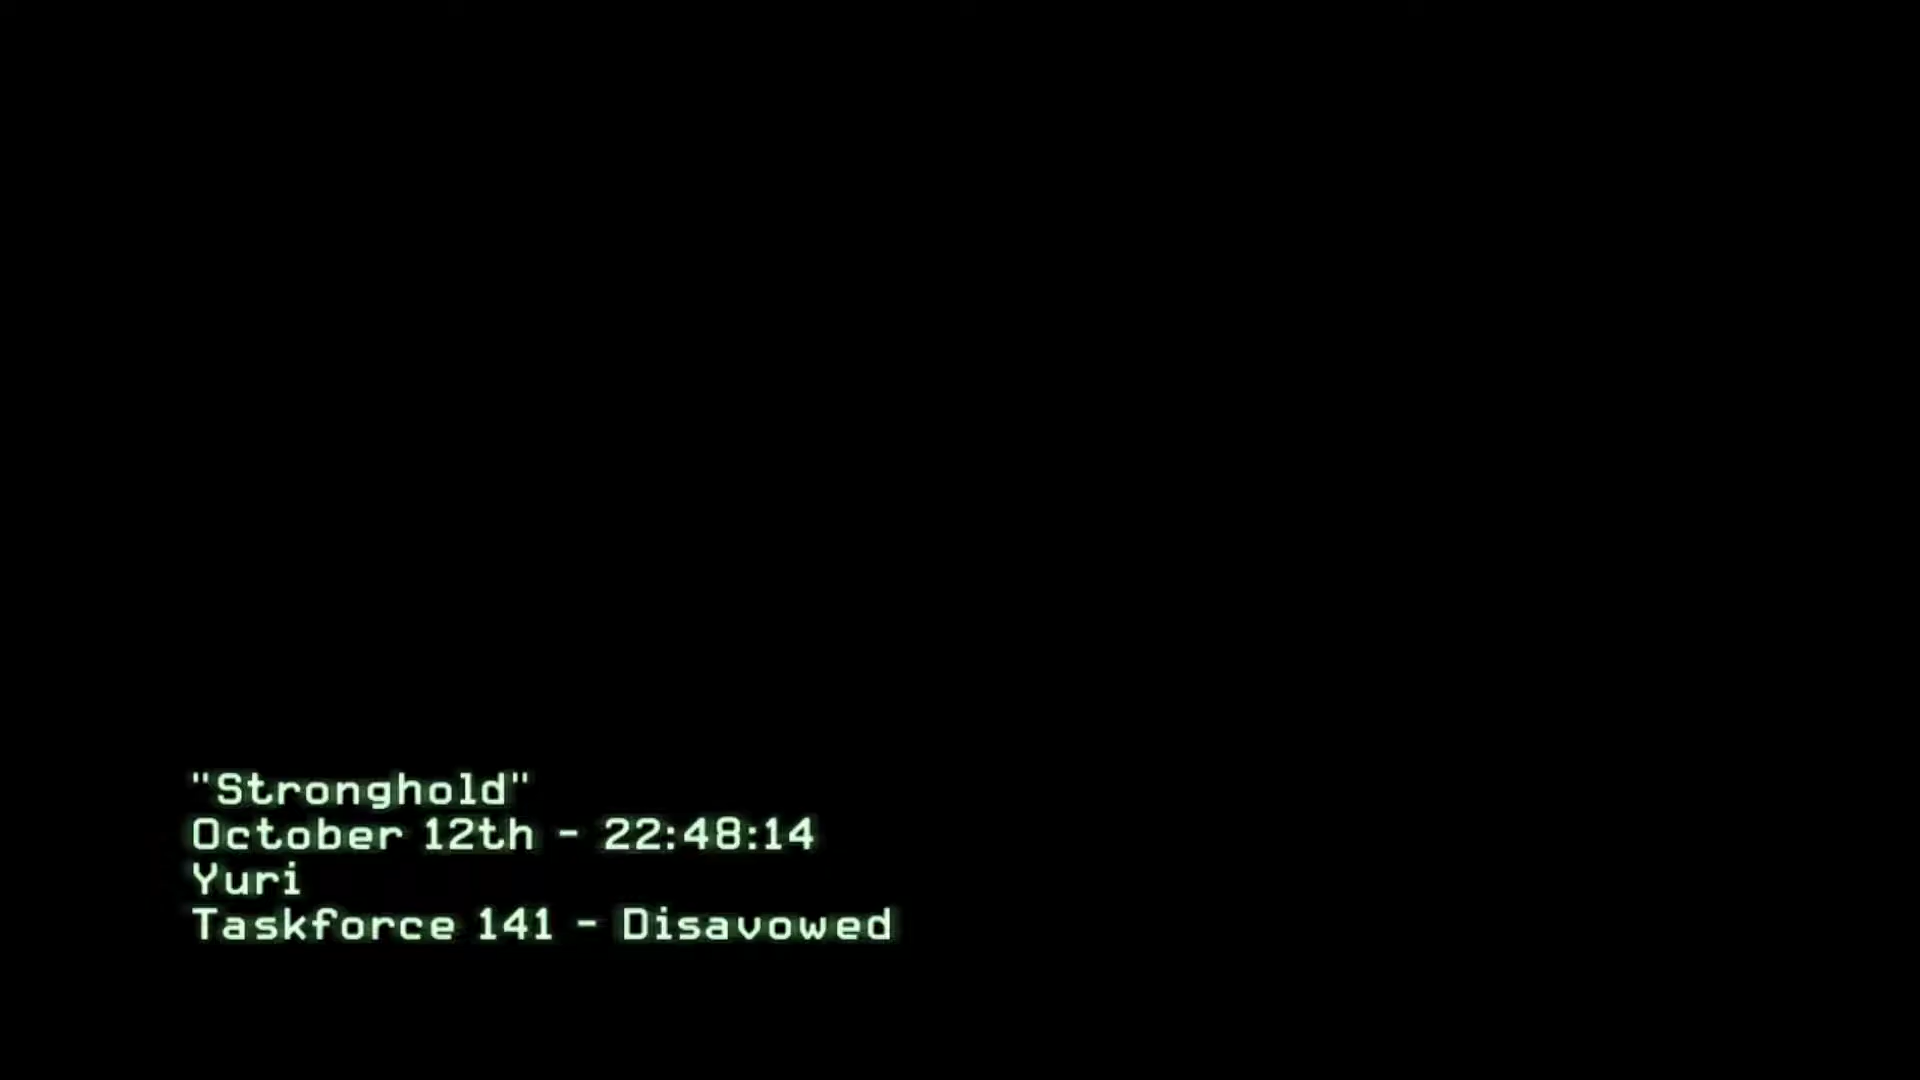 "Stronghold"
October 12th - 22:48:14
Yuri
Taskforce 141 - Disavowed